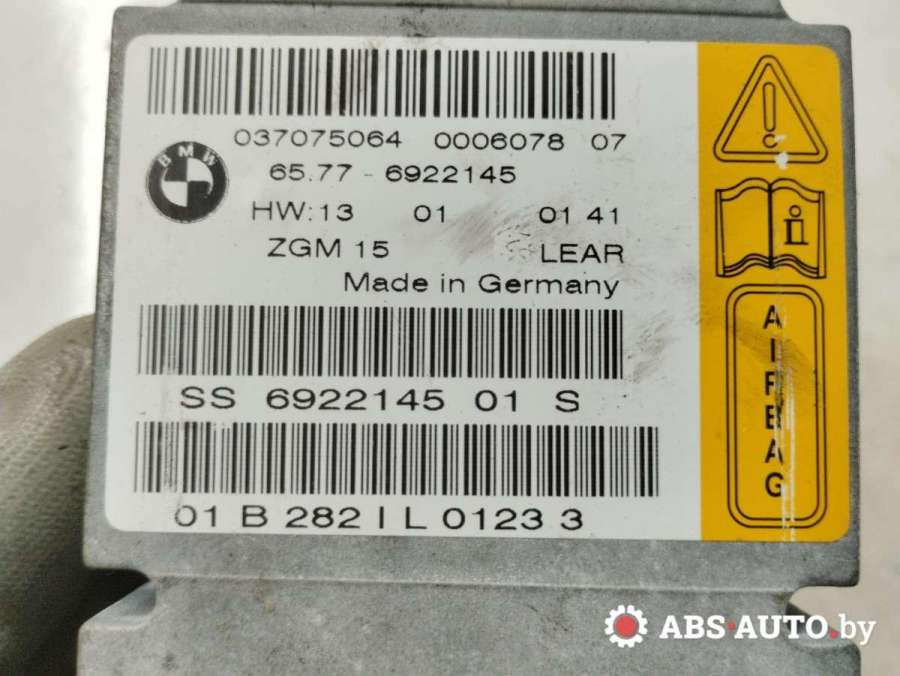 037075064 0006078 07
BMW
65.77 - 6922145
HW:13 01 01 41
ZGM 15 LEAR
Made in Germany
SS 6922145 01 S
01 B 282 I L 0123 3
AIRBAG
ABS-AUTO.by